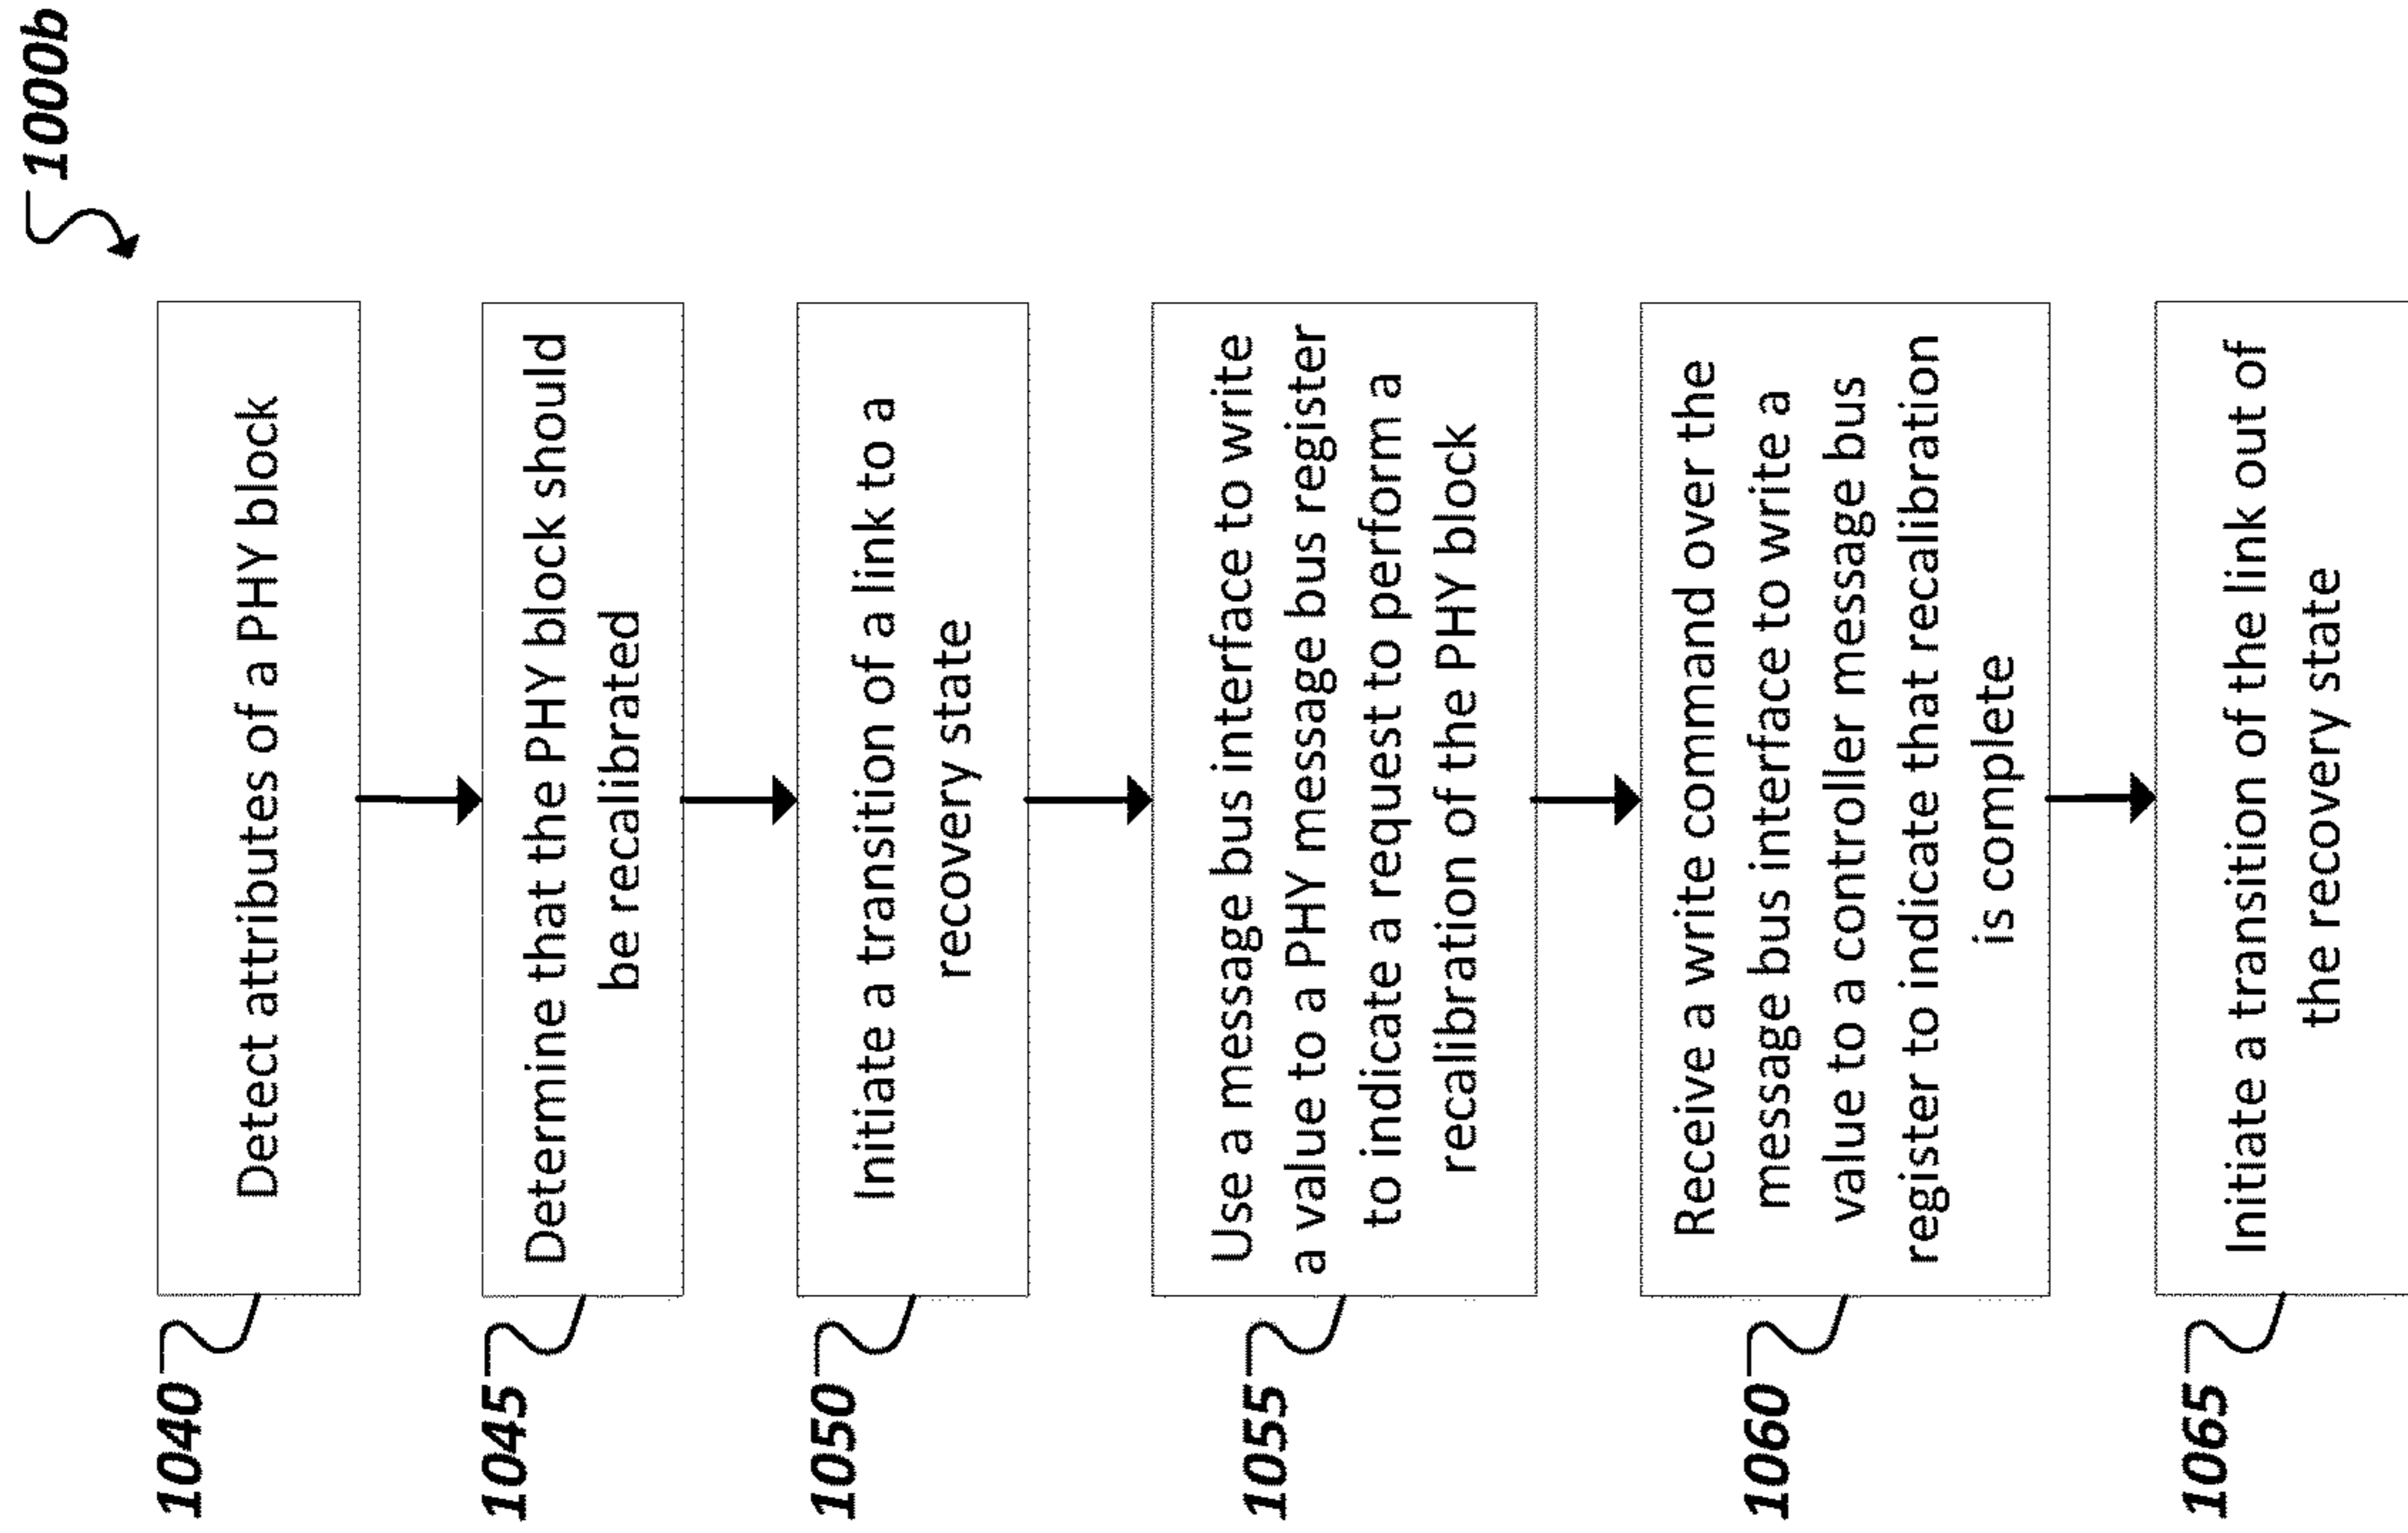 1000b
1040
Detect attributes of a PHY block
1045
Determine that the PHY block should
be recalibrated
1050
Initiate a transition of a link to a
recovery state
1055
Use a message bus interface to write
a value to a PHY message bus register
to indicate a request to perform a
recalibration of the PHY block
1060
Receive a write command over the
message bus interface to write a
value to a controller message bus
register to indicate that recalibration
is complete
1065
Initiate a transition of the link out of
the recovery state